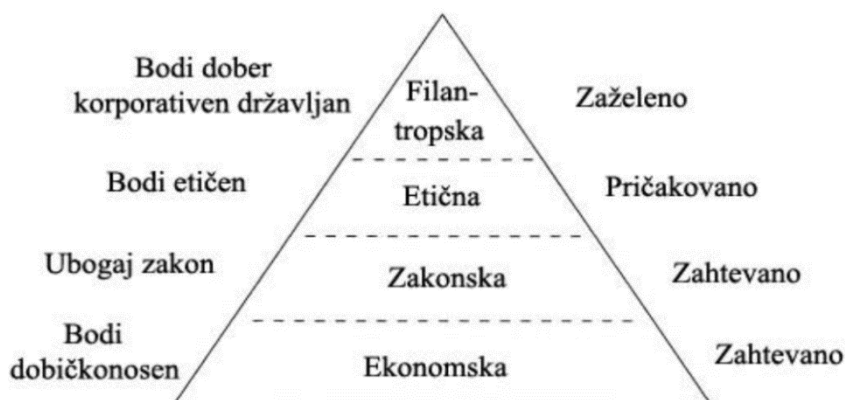 Bodi dober
korporativen državljan
Filan-
tropska
Zaželeno
Bodi etičen
Etična
Pričakovano
Ubogaj zakon
Zakonska
Zahtevano
Bodi
dobičkonosen
Ekonomska
Zahtevano